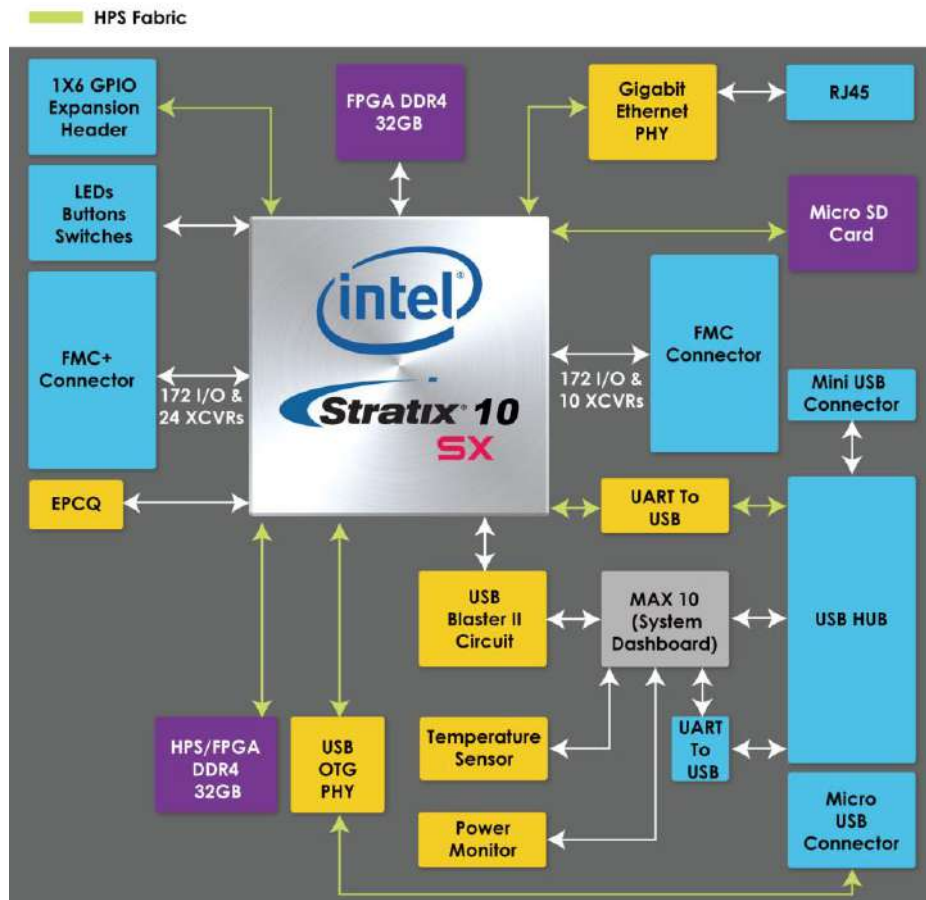 HPS Fabric
1X6 GPIO
Expansion
Header
FPGA DDR4
32GB
Gigabit
Ethernet
PHY
RJ45
LEDs
Buttons
Switches
Micro SD
Card
intel®
Stratix® 10
SX
FMC+
Connector
172 I/O &
24 XCVRs
172 I/O &
10 XCVRs
FMC
Connector
Mini USB
Connector
EPCQ
UART To
USB
USB
Blaster II
Circuit
MAX 10
(System
Dashboard)
USB HUB
HPS/FPGA
DDR4
32GB
USB
OTG
PHY
Temperature
Sensor
UART
To
USB
Power
Monitor
Micro
USB
Connector